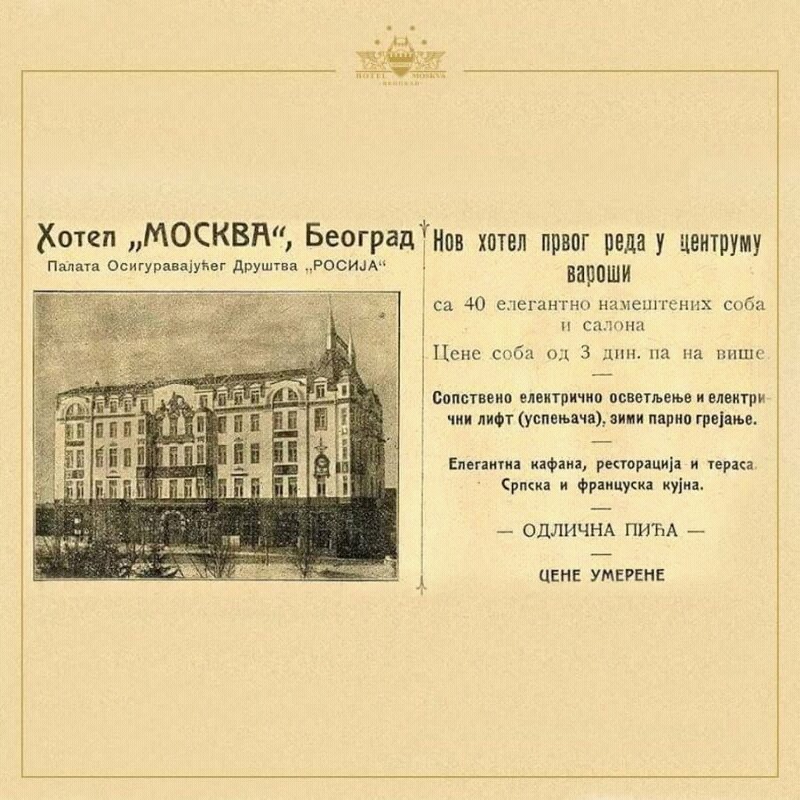 HOTEL MOSKVA
BEOGRAD
Хотел „МОСКВА“, Београд
Палата Осигуравајућег Друштва „РОСИЈА“
Нов хотел првог реда у центруму
вароши
са 40 елегантно намештених соба
и салона
Цене соба од 3 дин. па на више
Сопствено електрично осветљење и електри-
чни лифт (успењача), зими парно грејање.
Елегантна кафана, ресторација и тераса.
Српска и француска кујна.
— ОДЛИЧНА ПИЋА —
ЦЕНЕ УМЕРЕНЕ